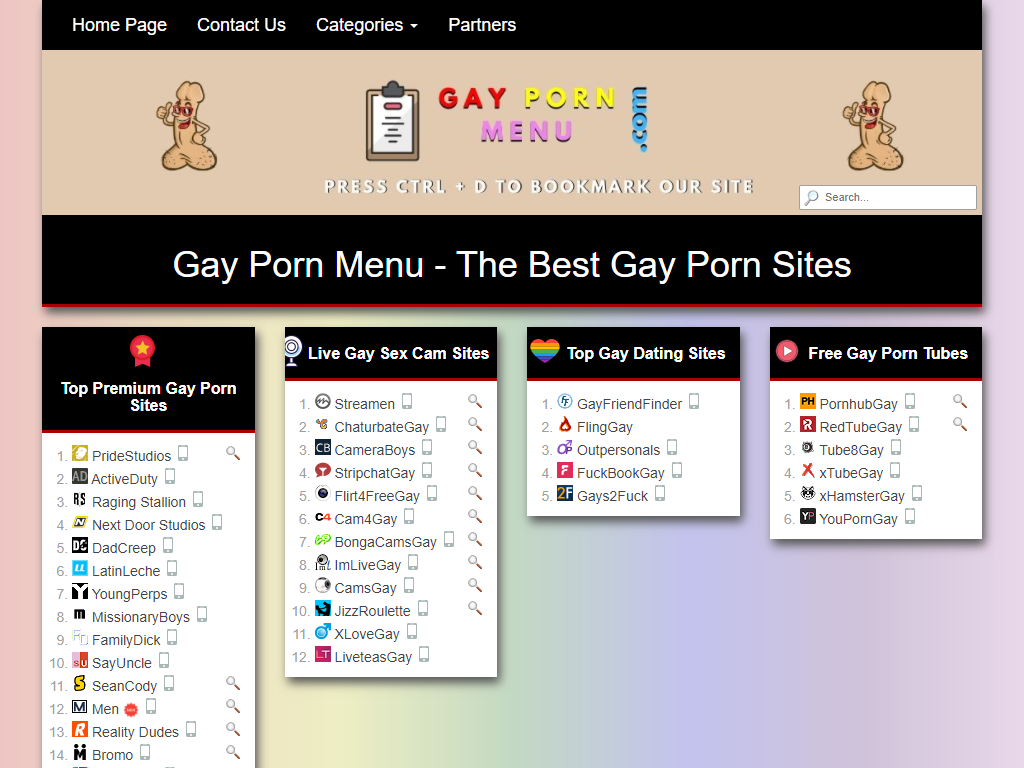 Home Page
Contact Us
Categories
Partners
GAY PORN
MENU
.com
PRESS CTRL + D TO BOOKMARK OUR SITE
Search...
Gay Porn Menu - The Best Gay Porn Sites
Top Premium Gay Porn
Sites
1. PrideStudios
2. ActiveDuty
3. Raging Stallion
4. Next Door Studios
5. DadCreep
6. LatinLeche
7. YoungPerps
8. MissionaryBoys
9. FamilyDick
10. SayUncle
11. SeanCody
12. Men
13. Reality Dudes
14. Bromo
Live Gay Sex Cam Sites
1. Streamen
2. ChaturbateGay
3. CameraBoys
4. StripchatGay
5. Flirt4FreeGay
6. Cam4Gay
7. BongaCamsGay
8. ImLiveGay
9. CamsGay
10. JizzRoulette
11. XLoveGay
12. LiveteasGay
Top Gay Dating Sites
1. GayFriendFinder
2. FlingGay
3. Outpersonals
4. FuckBookGay
5. Gays2Fuck
Free Gay Porn Tubes
1. PornhubGay
2. RedTubeGay
3. Tube8Gay
4. xTubeGay
5. xHamsterGay
6. YouPornGay